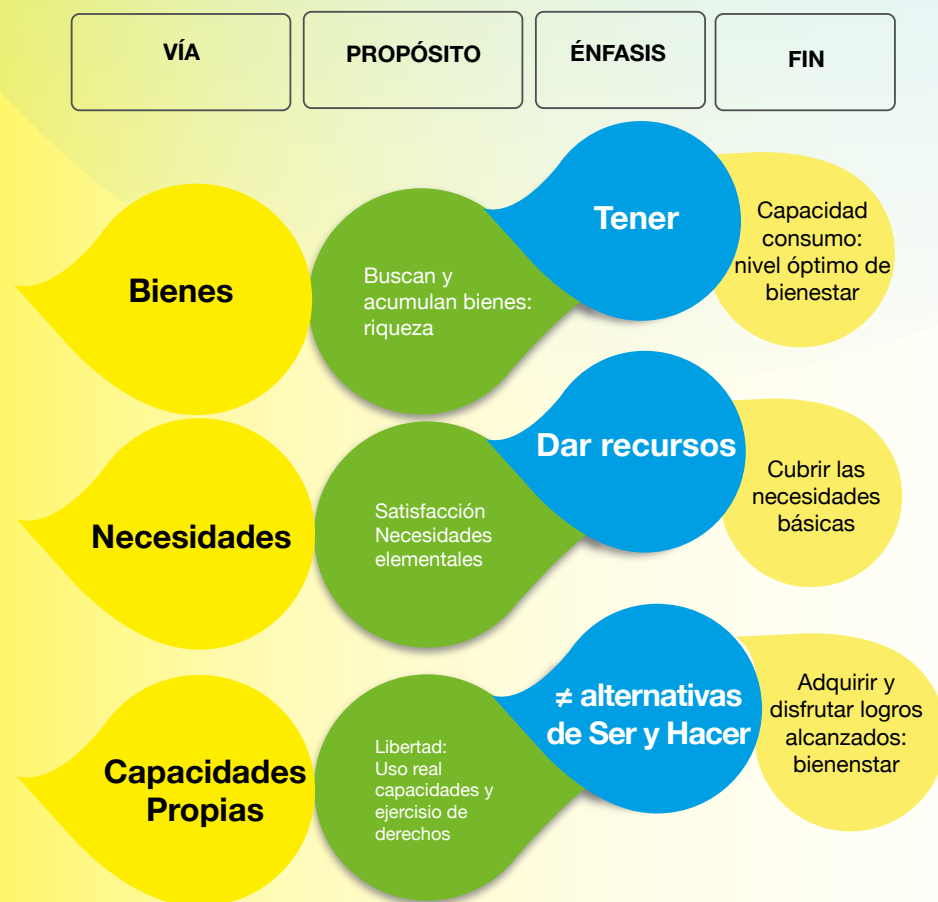 VÍA
PROPÓSITO
ÉNFASIS
FIN
Bienes
Buscan y
acumulan bienes:
riqueza
Tener
Capacidad
consumo:
nivel óptimo de
bienestar
Necesidades
Satisfacción
Necesidades
elementales
Dar recursos
Cubrir las
necesidades
básicas
Capacidades
Propias
Libertad:
Uso real
capacidades y
ejercisio de
derechos
≠ alternativas
de Ser y Hacer
Adquirir y
disfrutar logros
alcanzados:
bienenstar